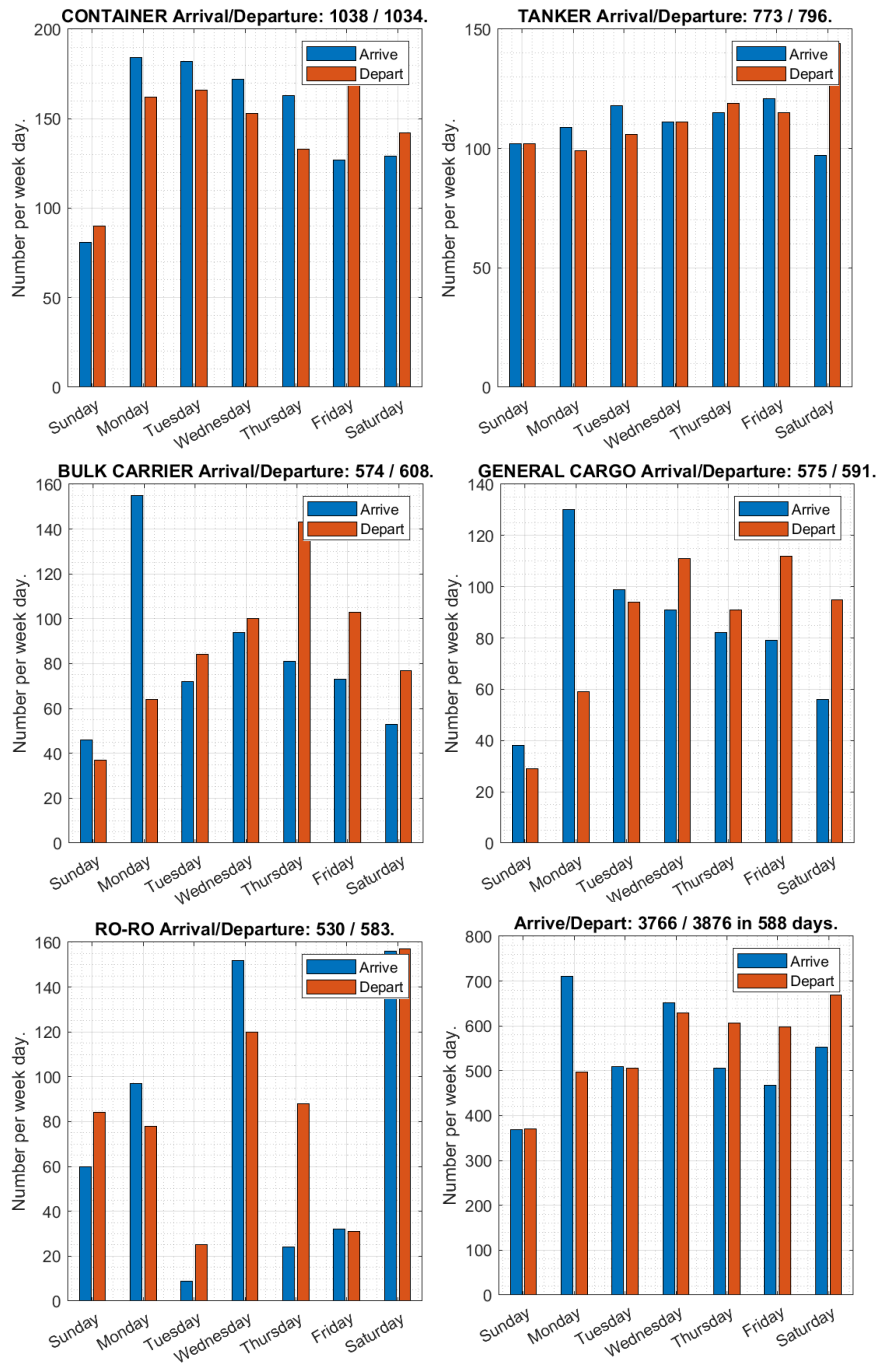 CONTAINER Arrival/Departure: 1038 / 1034.
200
150
100
50
0
Number per week day.
Arrive
Depart
Sunday
Monday
Tuesday
Wednesday
Thursday
Friday
Saturday
TANKER Arrival/Departure: 773 / 796.
150
100
50
0
Number per week day.
Arrive
Depart
Sunday
Monday
Tuesday
Wednesday
Thursday
Friday
Saturday
BULK CARRIER Arrival/Departure: 574 / 608.
160
140
120
100
80
60
40
20
0
Number per week day.
Arrive
Depart
Sunday
Monday
Tuesday
Wednesday
Thursday
Friday
Saturday
GENERAL CARGO Arrival/Departure: 575 / 591.
140
120
100
80
60
40
20
0
Number per week day.
Arrive
Depart
Sunday
Monday
Tuesday
Wednesday
Thursday
Friday
Saturday
RO-RO Arrival/Departure: 530 / 583.
160
140
120
100
80
60
40
20
0
Number per week day.
Arrive
Depart
Sunday
Monday
Tuesday
Wednesday
Thursday
Friday
Saturday
Arrive/Depart: 3766 / 3876 in 588 days.
800
700
600
500
400
300
200
100
0
Number per week day.
Arrive
Depart
Sunday
Monday
Tuesday
Wednesday
Thursday
Friday
Saturday